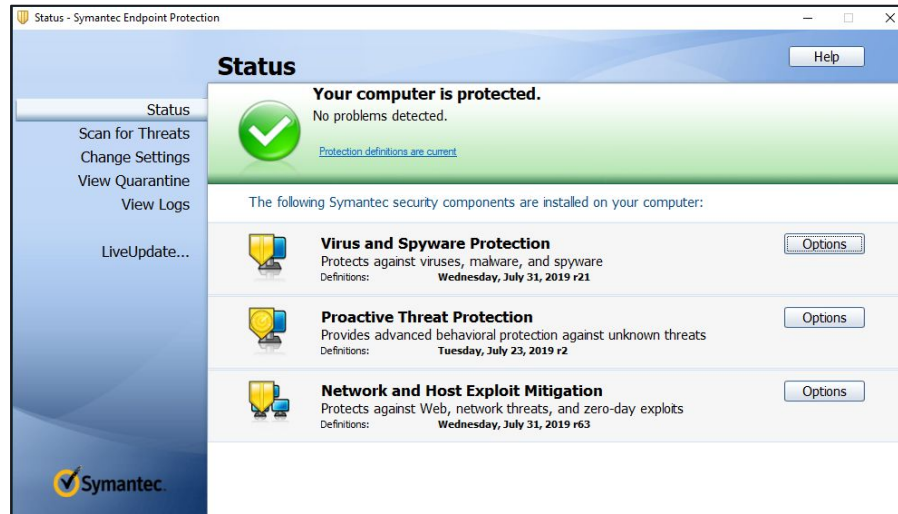 Status - Symantec Endpoint Protection
Status
Help
Status
Scan for Threats
Change Settings
View Quarantine
View Logs
LiveUpdate...
Symantec.
Your computer is protected.
No problems detected.
Protection definitions are current
The following Symantec security components are installed on your computer:
Virus and Spyware Protection
Options
Protects against viruses, malware, and spyware
Definitions: Wednesday, July 31, 2019 r21
Proactive Threat Protection
Options
Provides advanced behavioral protection against unknown threats
Definitions: Tuesday, July 23, 2019 r2
Network and Host Exploit Mitigation
Options
Protects against Web, network threats, and zero-day exploits
Definitions: Wednesday, July 31, 2019 r63